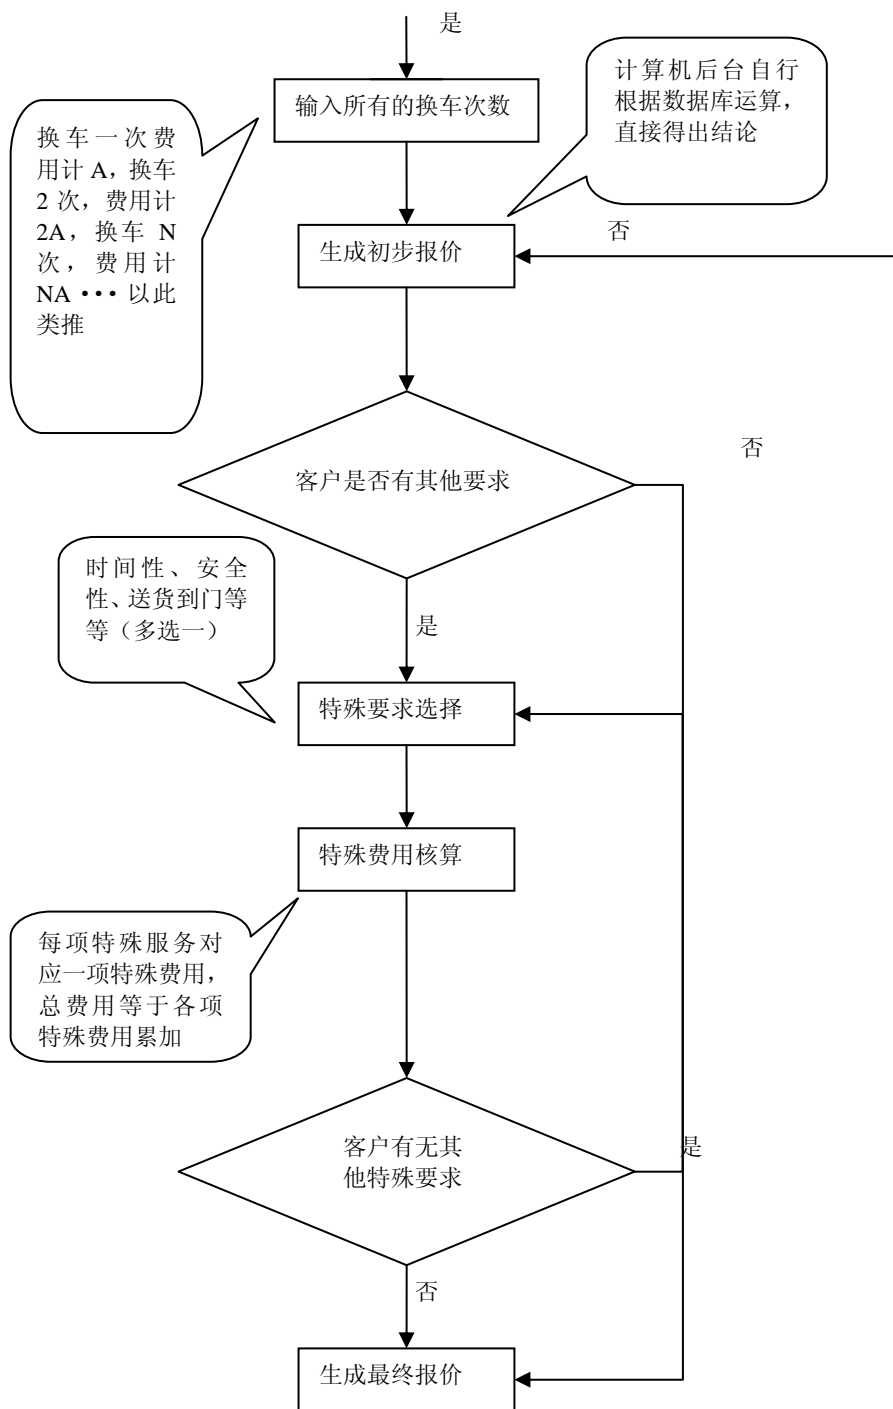 是
输入所有的换车次数
计算机后台自行
根据数据库运算，
直接得出结论
换车一次费
用计 A，换车
2 次，费用计
2A，换车 N
次，费用计
NA・・・以此
类推
否
生成初步报价
否
客户是否有其他要求
时间性、安全
性、送货到门等
等（多选一）
是
特殊要求选择
特殊费用核算
每项特殊服务对
应一项特殊费用，
总费用等于各项
特殊费用累加
客户有无其
他特殊要求
是
否
生成最终报价